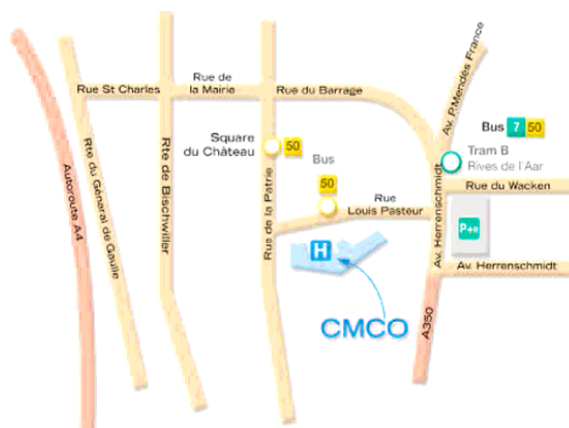 Av. P.Mendès France
Rue St Charles
Rue de
la Mairie
Rue du Barrage
Square
du Château
50
Bus
50
Bus 7 50
Tram B
Rives de l'Aar
Rue du Wacken
Rue
Louis Pasteur
P+R
Av. Herrenschmidt
Av. Herrenschmidt
Autoroute A4
Rte du Génaral de Gaulle
Rte de Bischwiller
Rue de la Patrie
H
CMCO
A350